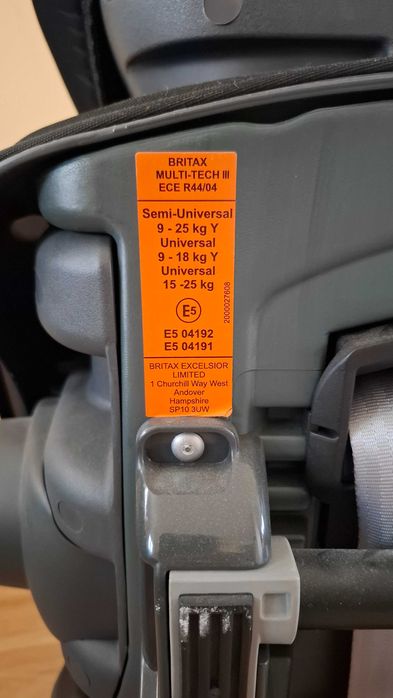 BRITAX
MULTI-TECH III
ECE R44/04
Semi-Universal
9 - 25 kg Y
Universal
9 - 18 kg Y
Universal
15 -25 kg
E5
2000027608
E5 04192
E5 04191
BRITAX EXCELSIOR
LIMITED
1 Churchill Way West
Andover
Hampshire
SP10 3UW